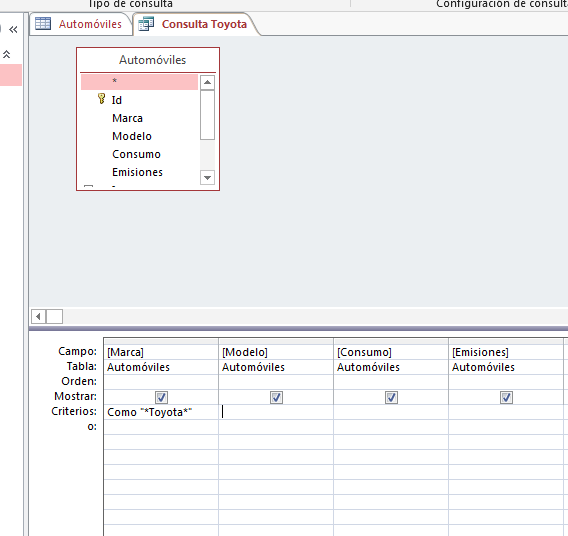 Tipo de consulta
Configuración de consult
Automóviles
Consulta Toyota
Automóviles
*
Id
Marca
Modelo
Consumo
Emisiones
Campo: [Marca] [Modelo] [Consumo] [Emisiones]
Tabla: Automóviles Automóviles Automóviles Automóviles
Orden:
Mostrar:
Criterios: Como "*Toyota*"
o: